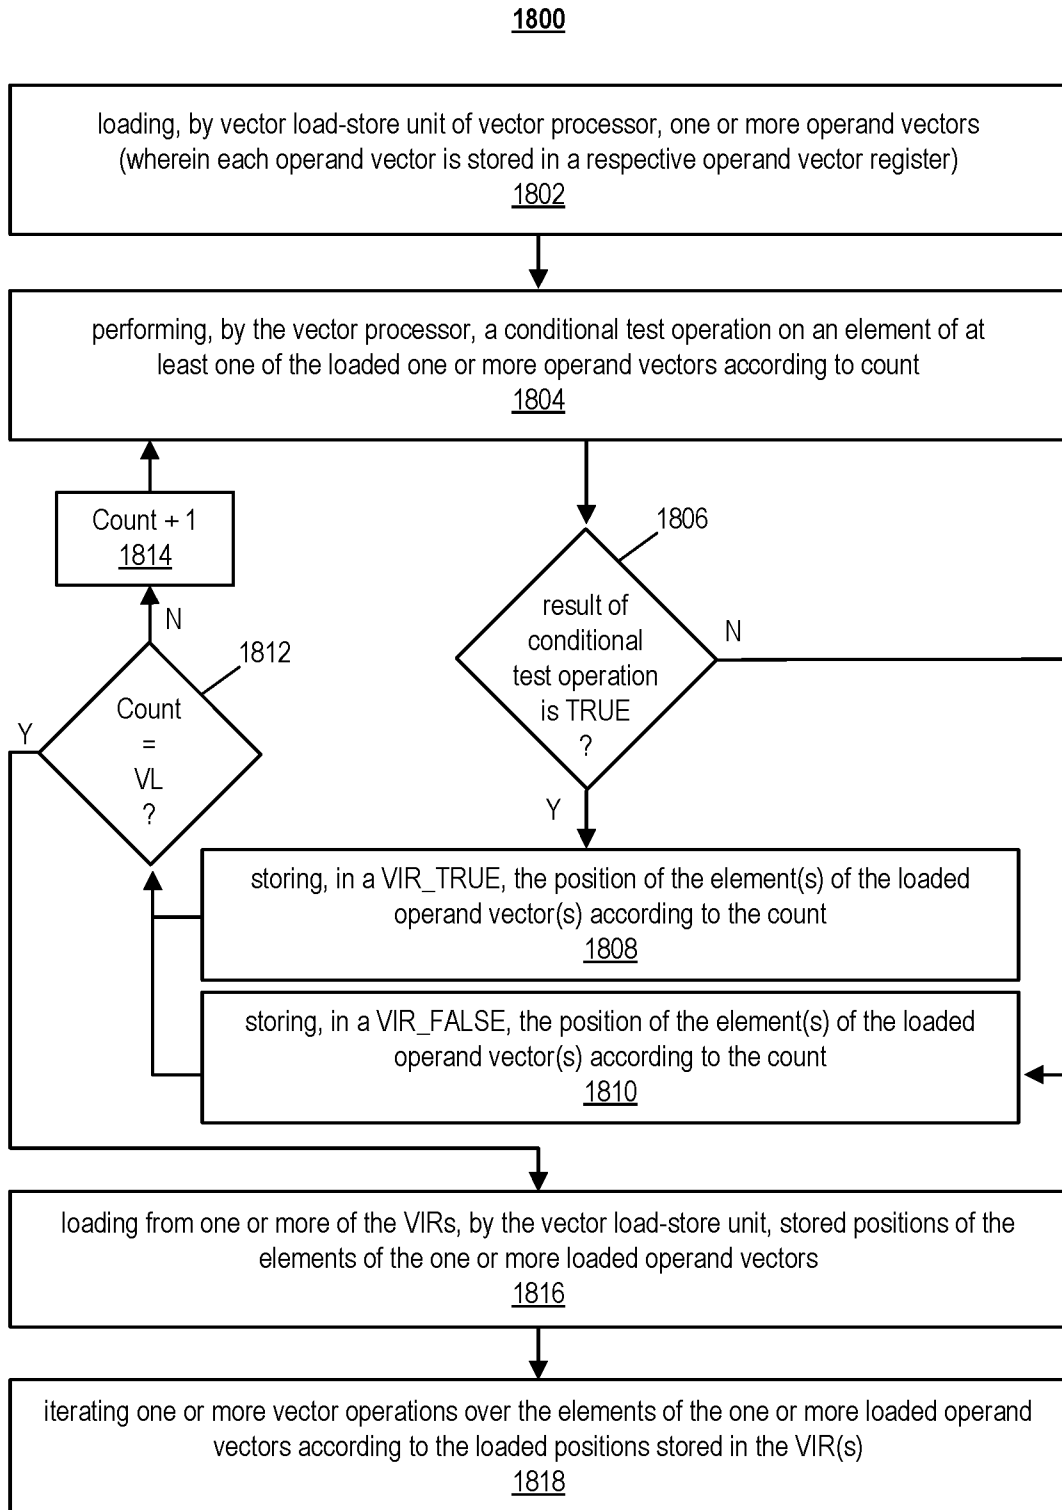 1800
loading, by vector load-store unit of vector processor, one or more operand vectors
(wherein each operand vector is stored in a respective operand vector register)
1802
performing, by the vector processor, a conditional test operation on an element of at
least one of the loaded one or more operand vectors according to count
1804
Count + 1
1814
N
1812
Count
=
VL
?
Y
1806
result of
conditional
test operation
is TRUE
?
N
Y
storing, in a VIR_TRUE, the position of the element(s) of the loaded
operand vector(s) according to the count
1808
storing, in a VIR_FALSE, the position of the element(s) of the loaded
operand vector(s) according to the count
1810
loading from one or more of the VIRs, by the vector load-store unit, stored positions of the
elements of the one or more loaded operand vectors
1816
iterating one or more vector operations over the elements of the one or more loaded operand
vectors according to the loaded positions stored in the VIR(s)
1818